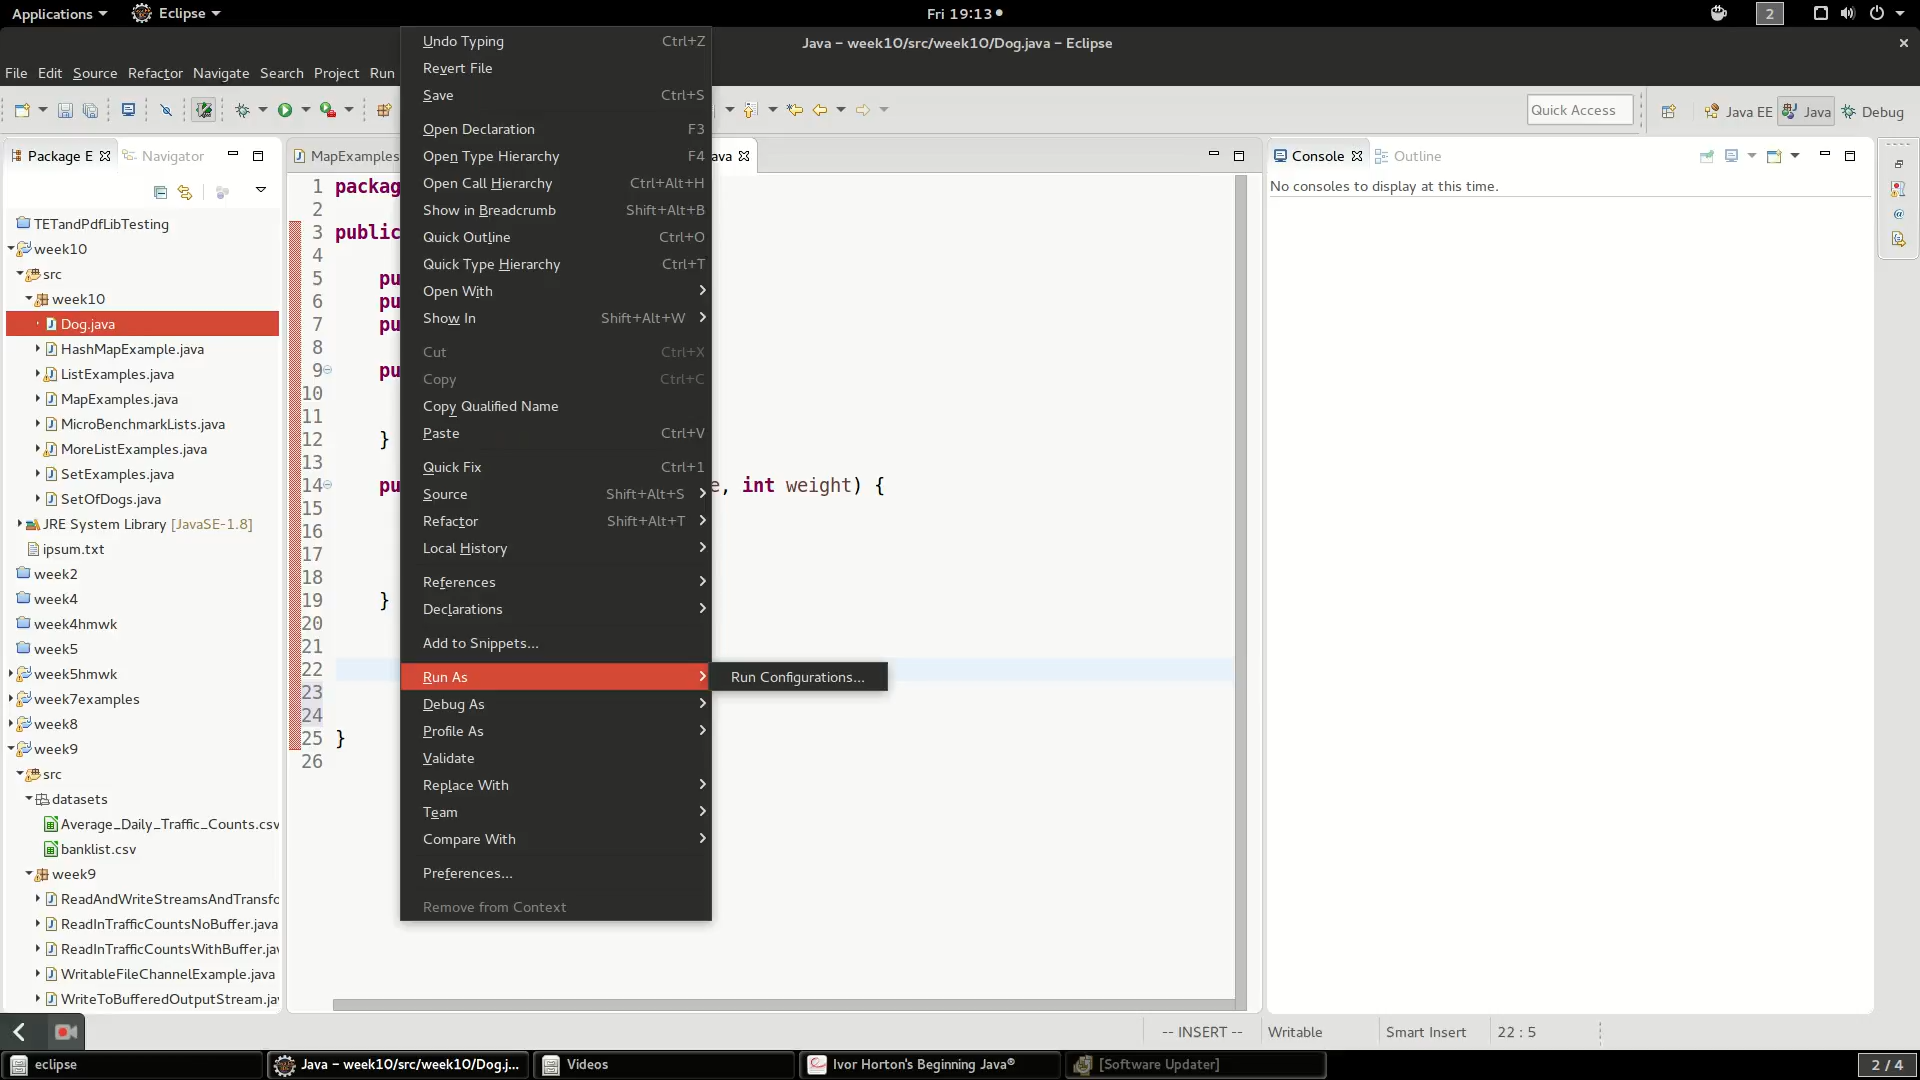 Applications
Eclipse
Fri 19:13
2
Java - week10/src/week10/Dog.java - Eclipse
File Edit Source Refactor Navigate Search Project Run
Quick Access
Java EE
Java
Debug
Package E
Navigator
TETandPdfLibTesting
week10
src
week10
Dog.java
HashMapExample.java
ListExamples.java
MapExamples.java
MicroBenchmarkLists.java
MoreListExamples.java
SetExamples.java
SetOfDogs.java
JRE System Library [JavaSE-1.8]
ipsum.txt
week2
week4
week4hmwk
week5
week5hmwk
week7examples
week8
week9
src
datasets
Average_Daily_Traffic_Counts.csv
banklist.csv
week9
ReadAndWriteStreamsAndTransfo
ReadInTrafficCountsNoBuffer.java
ReadInTrafficCountsWithBuffer.jav
WritableFileChannelExample.java
WriteToBufferedOutputStream.jav
MapExamples
ava
1 packag
2
3 public
4
5 pu
6 pu
7 pu
8
9 pu
10
11
12 }
13
14 pu e, int weight) {
15
16
17
18
19 }
20
21
22
23
24
25 }
26
Undo Typing Ctrl+Z
Revert File
Save Ctrl+S
Open Declaration F3
Open Type Hierarchy F4
Open Call Hierarchy Ctrl+Alt+H
Show in Breadcrumb Shift+Alt+B
Quick Outline Ctrl+O
Quick Type Hierarchy Ctrl+T
Open With
Show In Shift+Alt+W
Cut Ctrl+X
Copy Ctrl+C
Copy Qualified Name
Paste Ctrl+V
Quick Fix Ctrl+1
Source Shift+Alt+S
Refactor Shift+Alt+T
Local History
References
Declarations
Add to Snippets...
Run As
Run Configurations...
Debug As
Profile As
Validate
Replace With
Team
Compare With
Preferences...
Remove from Context
Console
Outline
No consoles to display at this time.
-- INSERT --
Writable
Smart Insert
22 : 5
eclipse
Java - week10/src/week10/Dog.j...
Videos
Ivor Horton's Beginning Java®
[Software Updater]
2 / 4